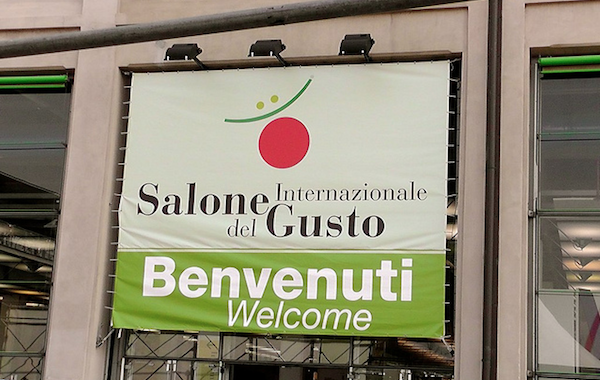 Salone Internazionale
del Gusto
Benvenuti
Welcome